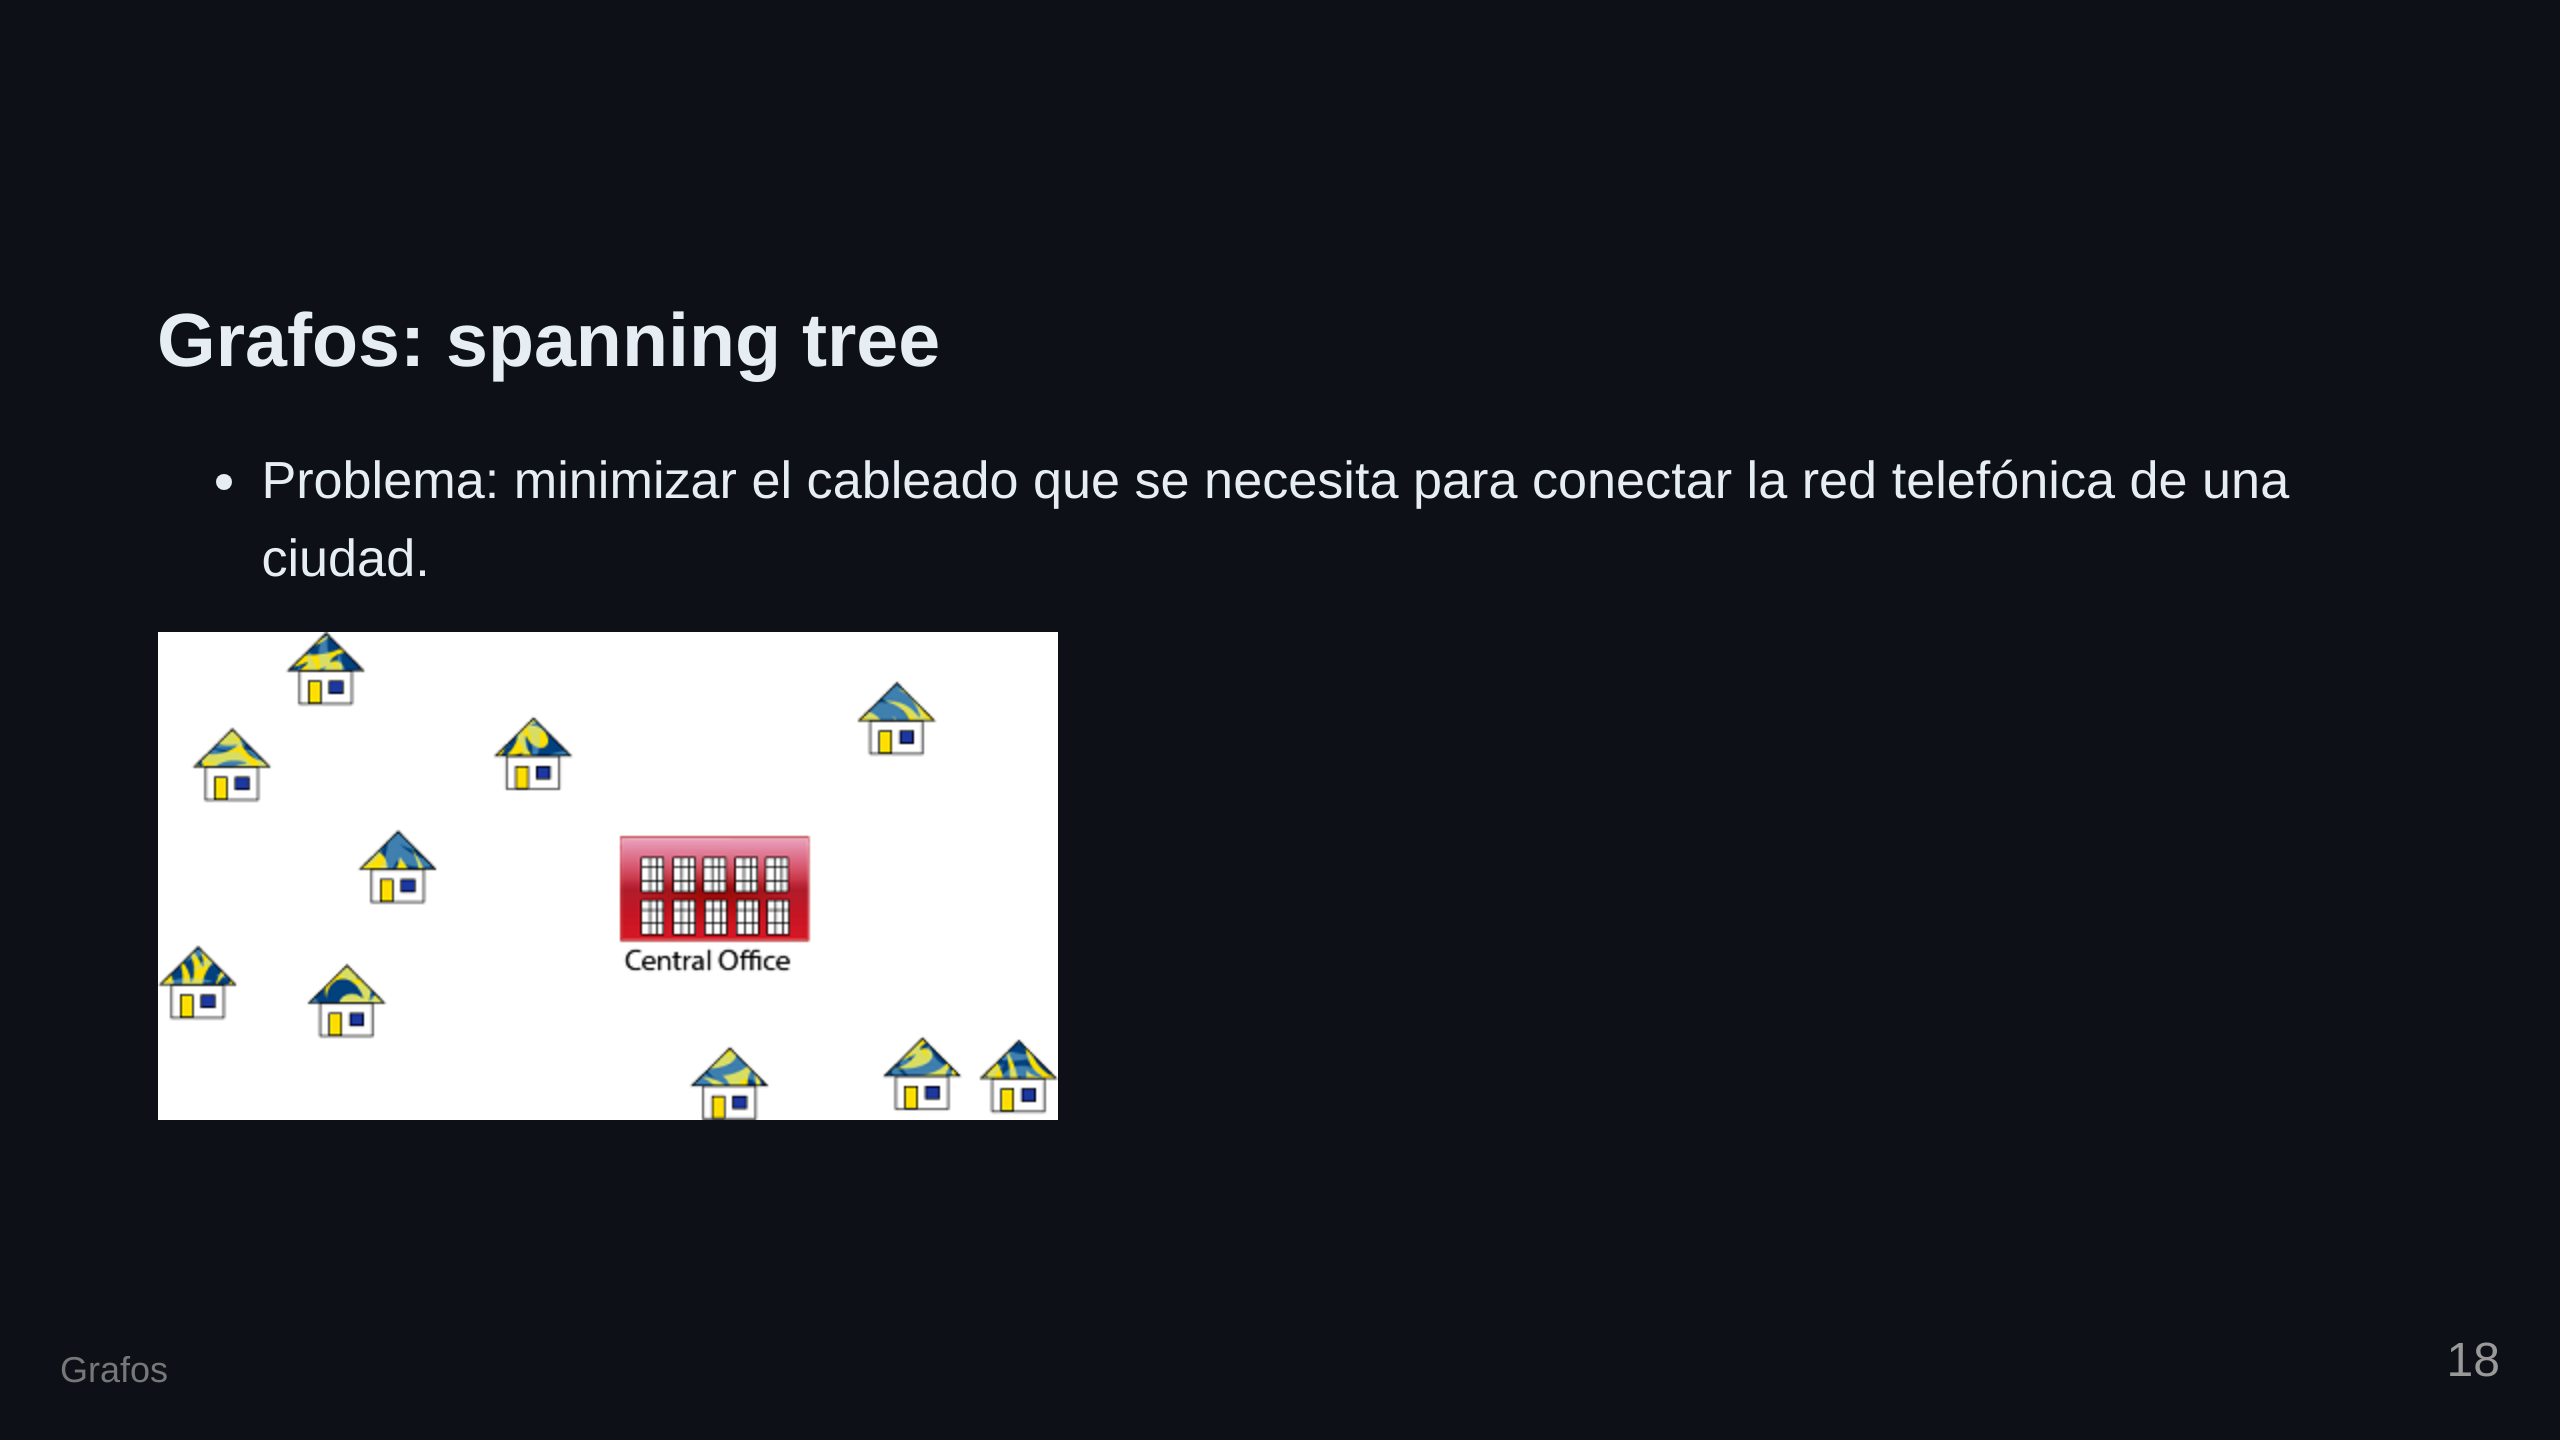 Grafos: spanning tree
• Problema: minimizar el cableado que se necesita para conectar la red telefónica de una
ciudad.
Central Office
Grafos
18